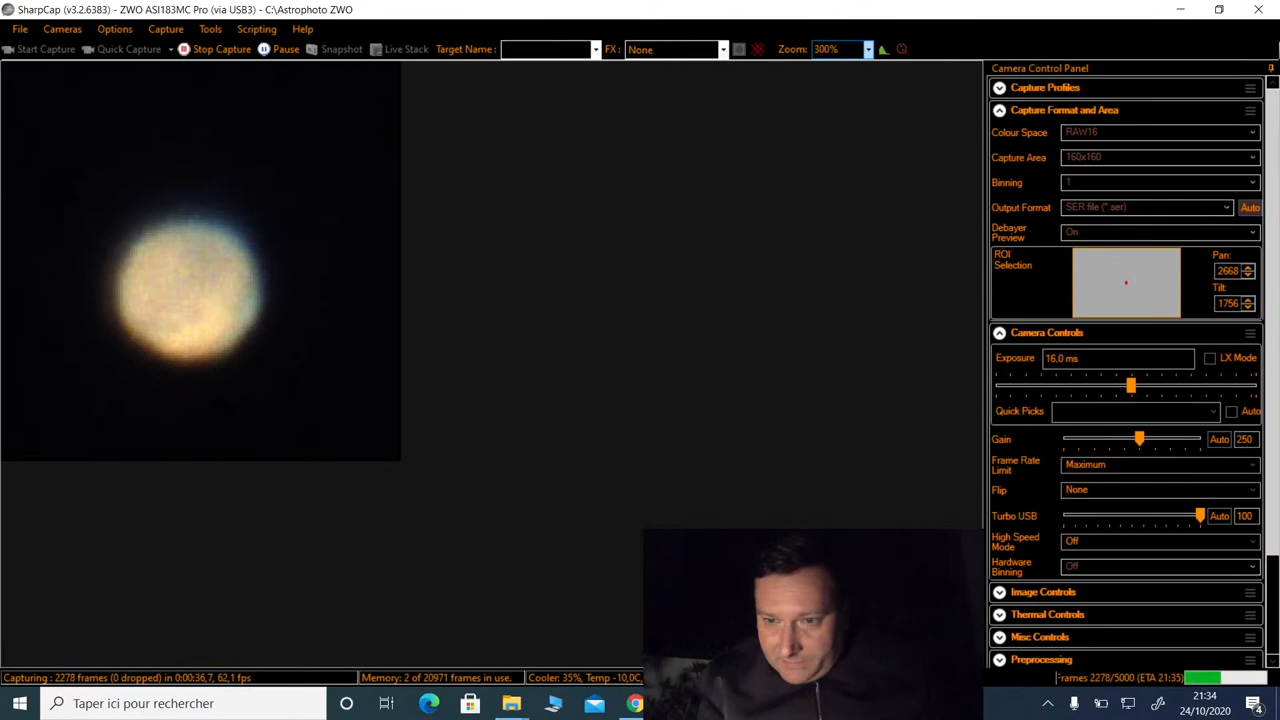 SharpCap (v3.2.6383) - ZWO ASI183MC Pro (via USB3) - C:\Astrophoto ZWO
File Cameras Options Capture Tools Scripting Help
Start Capture Quick Capture Stop Capture Pause Snapshot Live Stack Target Name : FX : None Zoom: 300%
Camera Control Panel
Capture Profiles
Capture Format and Area
Colour Space RAW16
Capture Area 160x160
Binning 1
Output Format SER file (*.ser) Auto
Debayer
Preview On
ROI
Selection
Pan:
2668
Tilt:
1756
Camera Controls
Exposure 16,0 ms LX Mode
Quick Picks Auto
Gain Auto 250
Frame Rate
Limit Maximum
Flip None
Turbo USB Auto 100
High Speed
Mode Off
Hardware
Binning Off
Image Controls
Thermal Controls
Misc Controls
Preprocessing
Capturing : 2278 frames (0 dropped) in 0:00:36,7, 62,1 fps Memory: 2 of 20971 frames in use. Cooler: 35%, Temp -10,0C, Frames 2278/5000 (ETA 21:35)
Taper ici pour rechercher
21:34
24/10/2020
4